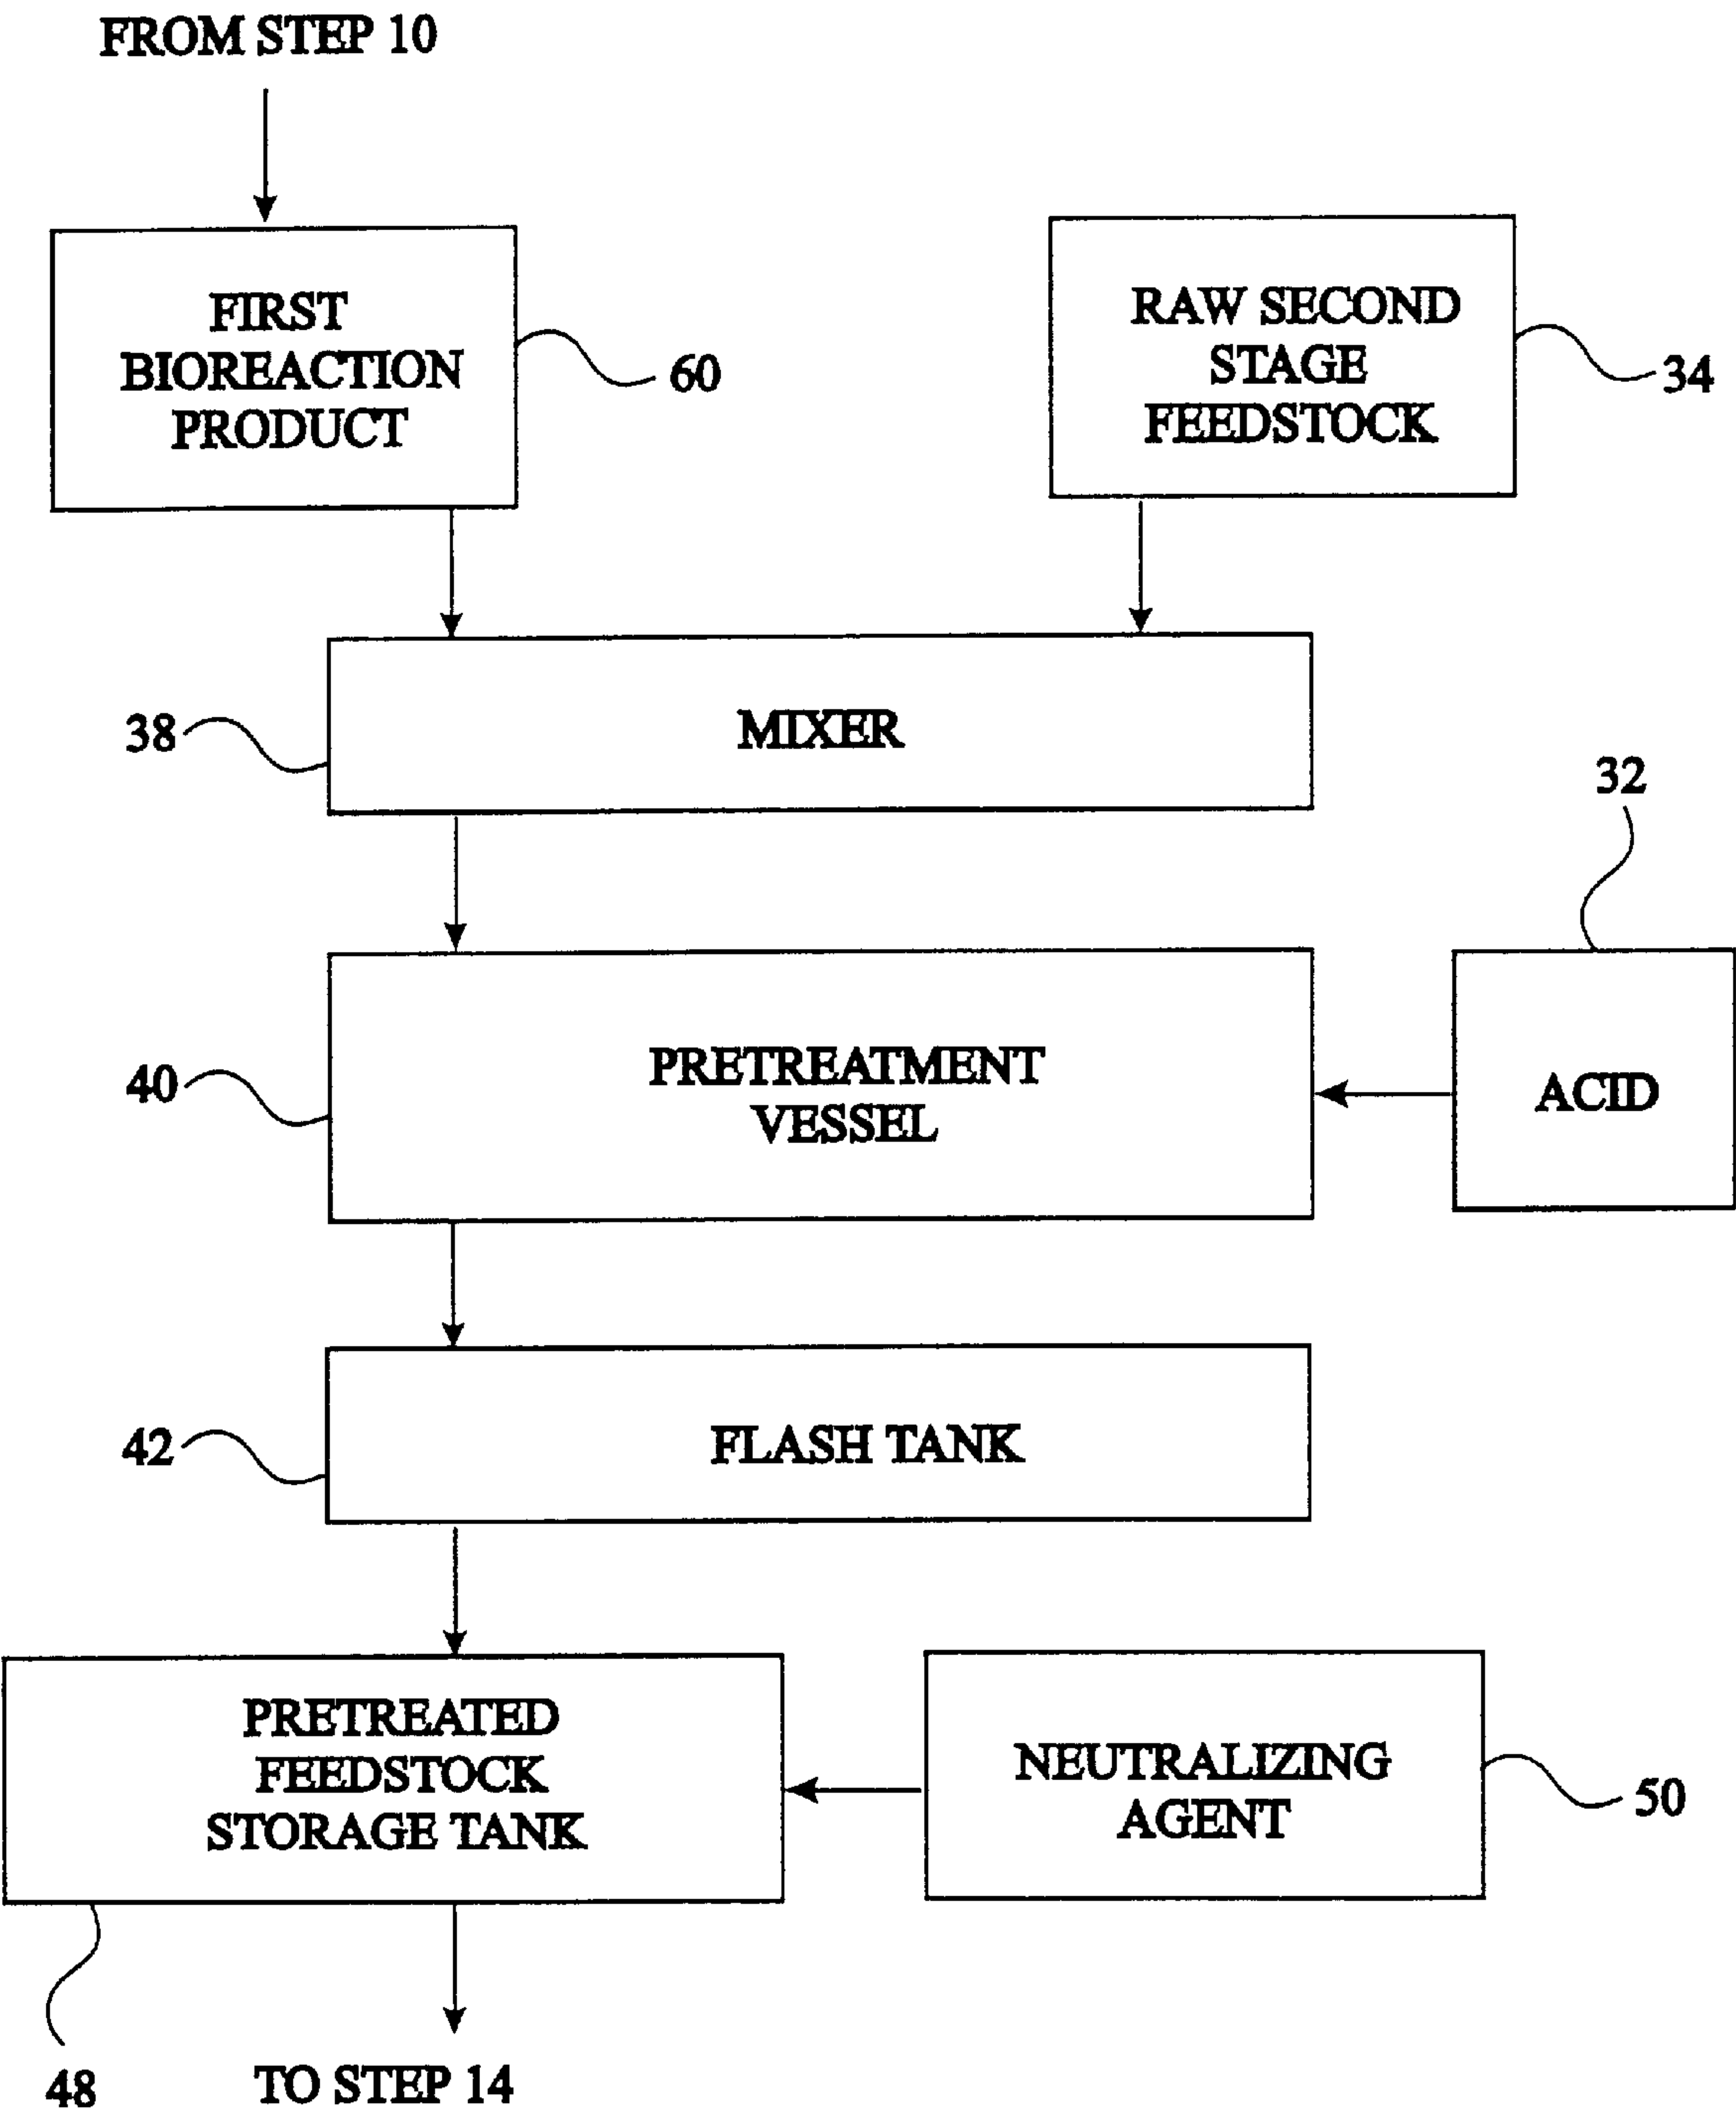 FROM STEP 10
FIRST
BIOREACTION
PRODUCT
60
RAW SECOND
STAGE
FEEDSTOCK
34
MIXER
38
32
PRETREATMENT
VESSEL
40
ACID
FLASH TANK
42
PRETREATED
FEEDSTOCK
STORAGE TANK
NEUTRALIZING
AGENT
50
48
TO STEP 14